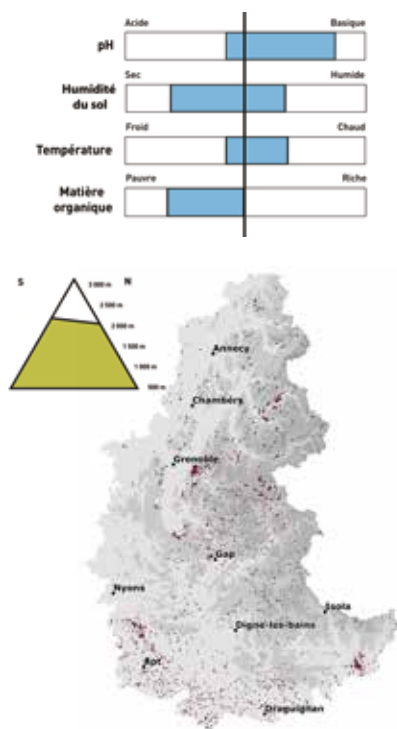 Acide Basique
pH
Sec Humide
Humidité
du sol
Froid Chaud
Température
Pauvre Riche
Matière
organique
S N
3 000 m
2 500 m
2 000 m
1 500 m
1 000 m
500 m
Annecy
Chambéry
Grenoble
Gap
Nyons
Isola
Digne-les-bains
Apt
Draguignan